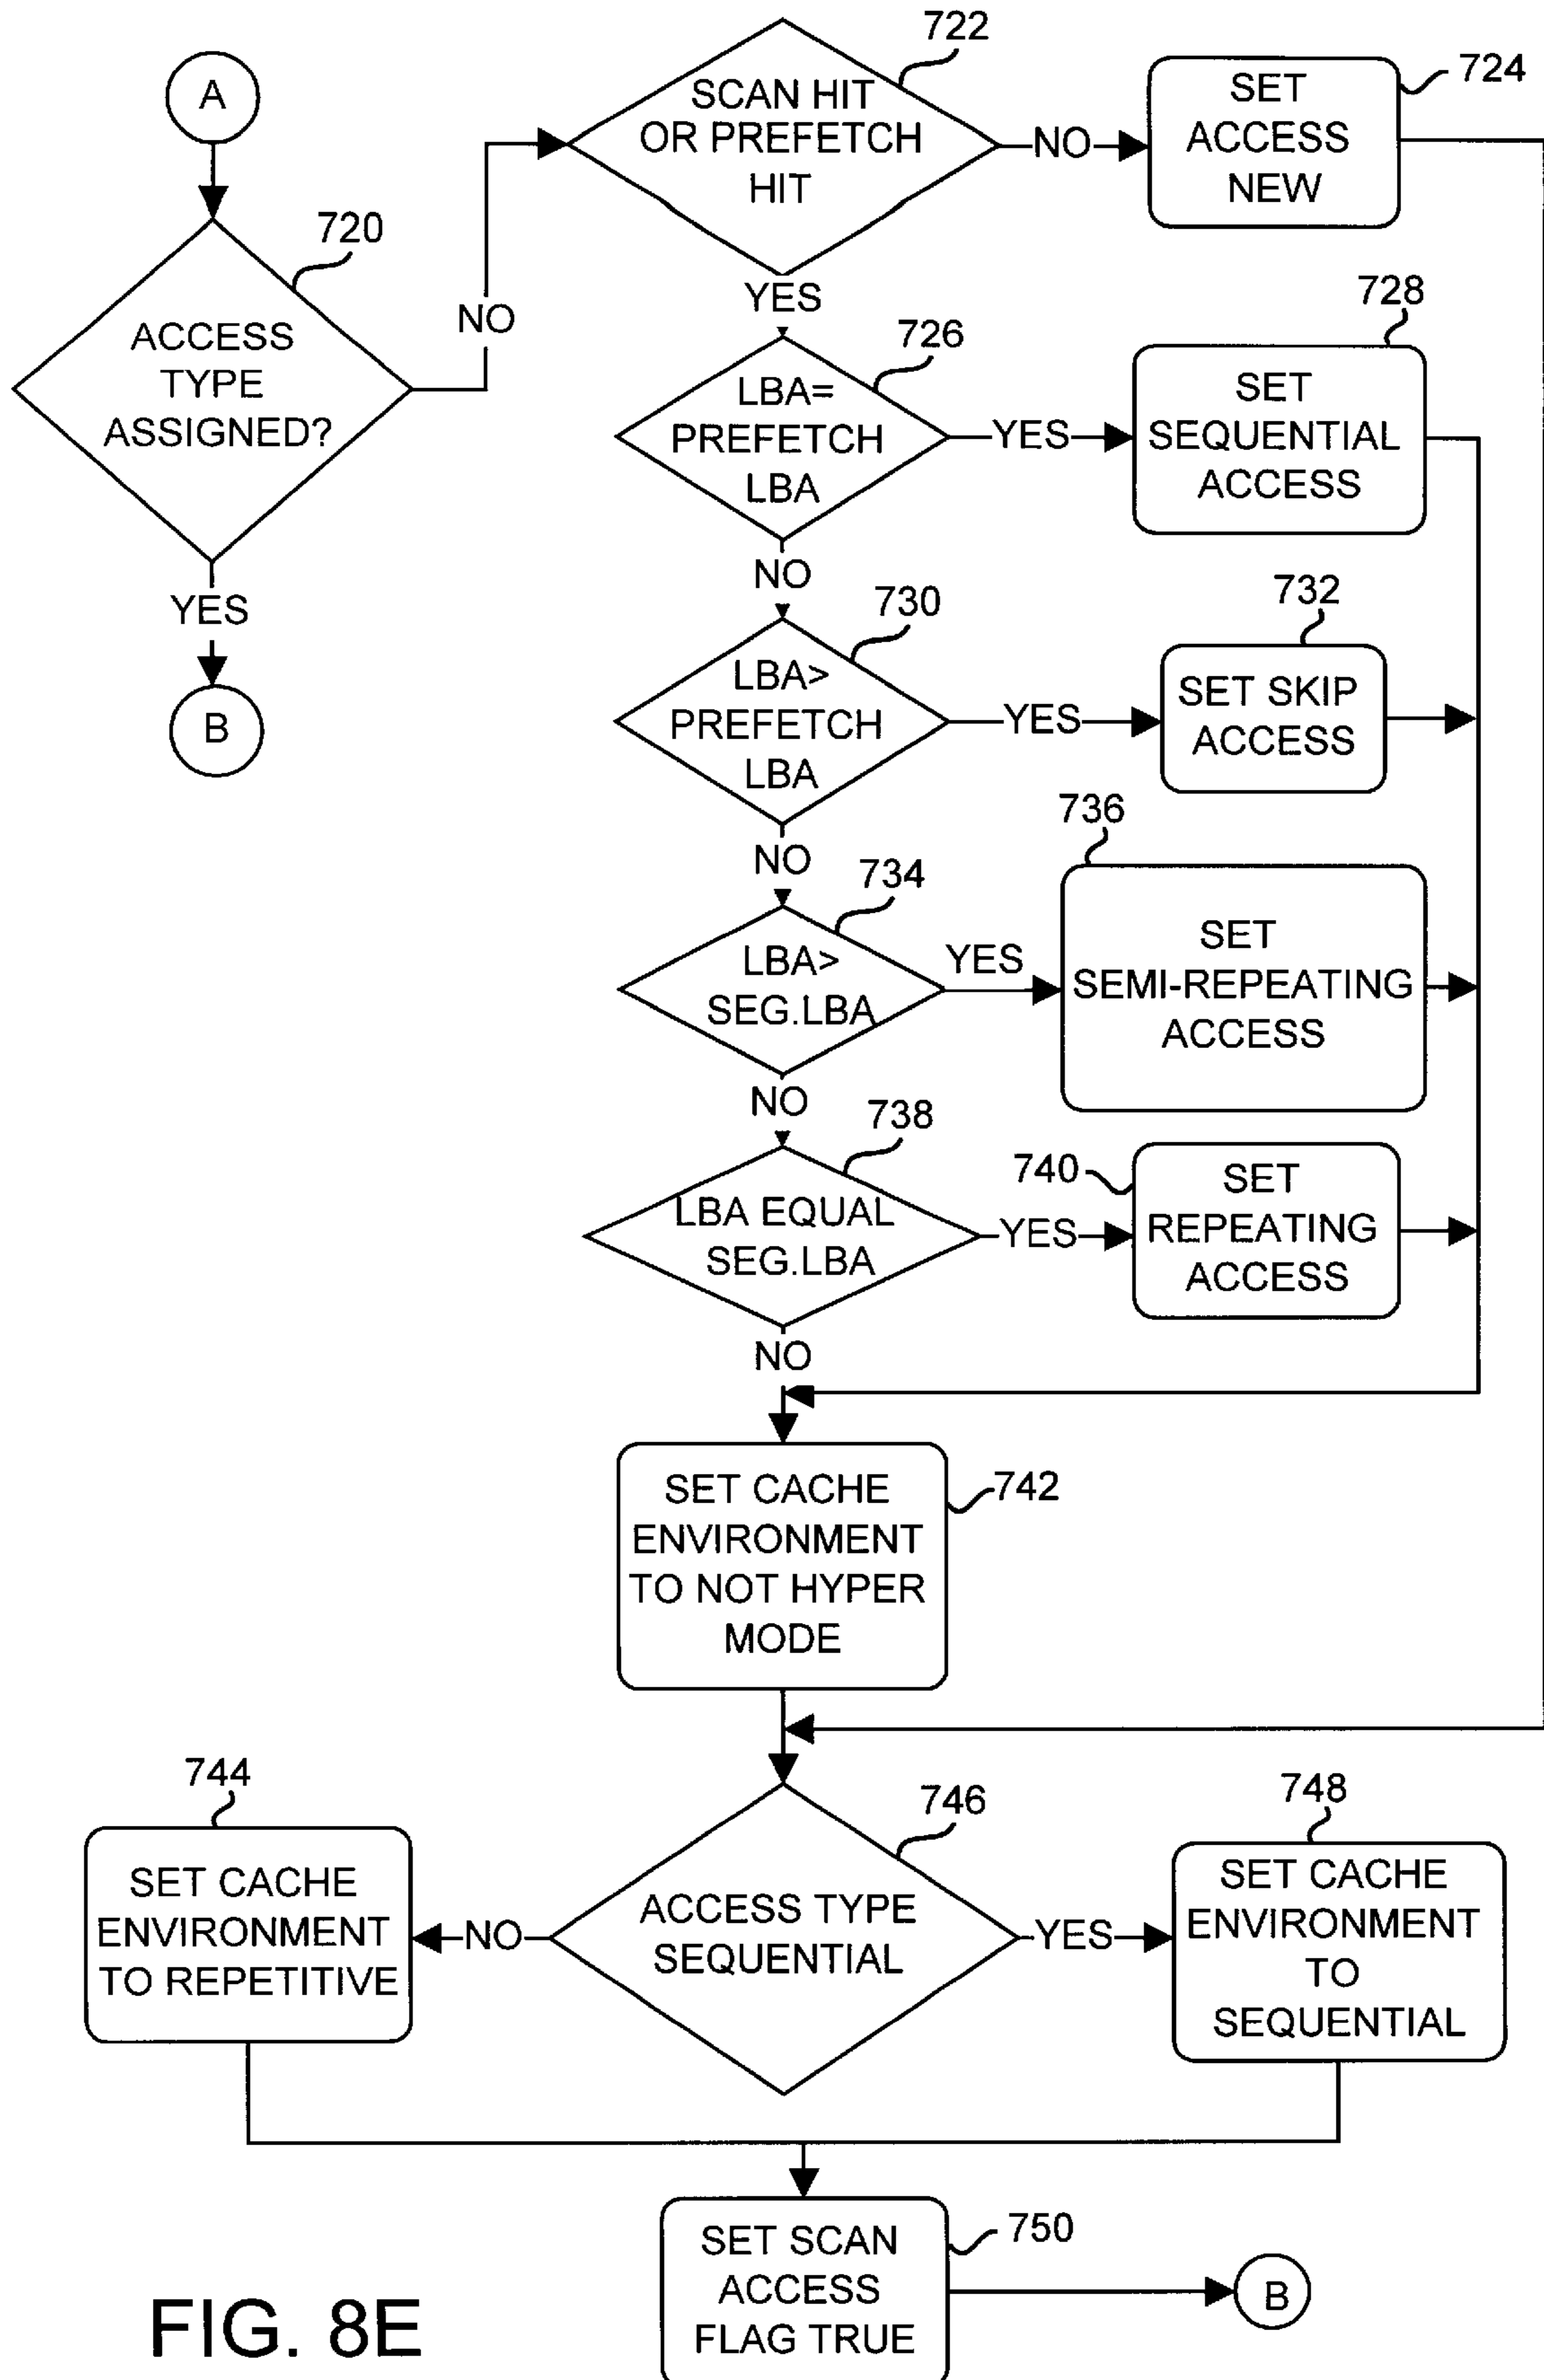 A
720
ACCESS
TYPE
ASSIGNED?
NO
YES
B
722
SCAN HIT
OR PREFETCH
HIT
NO
724
SET
ACCESS
NEW
YES
726
LBA=
PREFETCH
LBA
YES
728
SET
SEQUENTIAL
ACCESS
NO
730
LBA>
PREFETCH
LBA
YES
732
SET SKIP
ACCESS
NO
734
LBA>
SEG.LBA
YES
736
SET
SEMI-REPEATING
ACCESS
NO
738
LBA EQUAL
SEG.LBA
YES
740
SET
REPEATING
ACCESS
NO
742
SET CACHE
ENVIRONMENT
TO NOT HYPER
MODE
744
SET CACHE
ENVIRONMENT
TO REPETITIVE
NO
746
ACCESS TYPE
SEQUENTIAL
YES
748
SET CACHE
ENVIRONMENT
TO
SEQUENTIAL
750
SET SCAN
ACCESS
FLAG TRUE
B
FIG. 8E